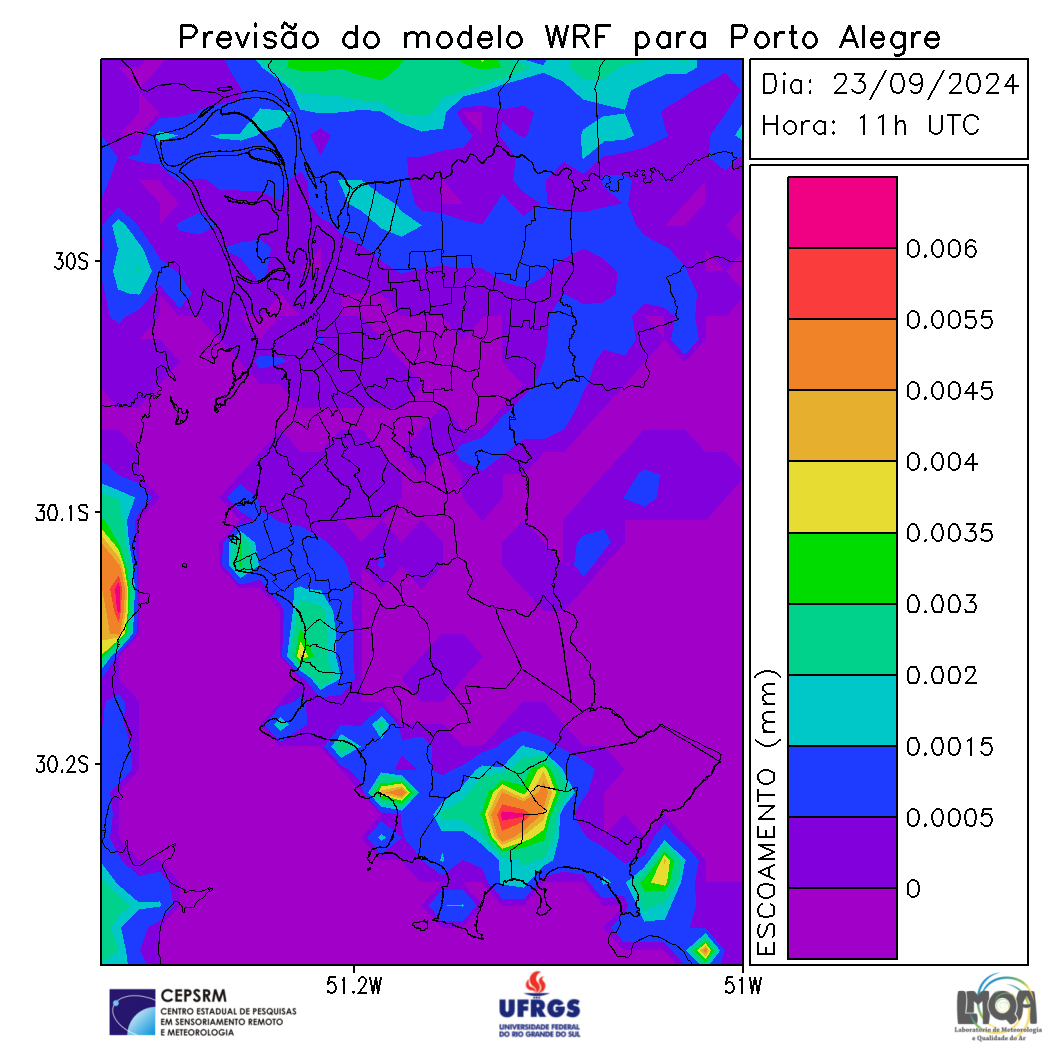 Previsão do modelo WRF para Porto Alegre
Dia: 23/09/2024
Hora: 11h UTC
30S
30.1S
30.2S
51.2W
51W
ESCOAMENTO (mm)
0.006
0.0055
0.0045
0.004
0.0035
0.003
0.002
0.0015
0.0005
0
CEPSRM
CENTRO ESTADUAL DE PESQUISAS
EM SENSORIAMENTO REMOTO
E METEOROLOGIA
UFRGS
UNIVERSIDADE FEDERAL
DO RIO GRANDE DO SUL
LMQA
Laboratório de Meteorologia
e Qualidade do Ar